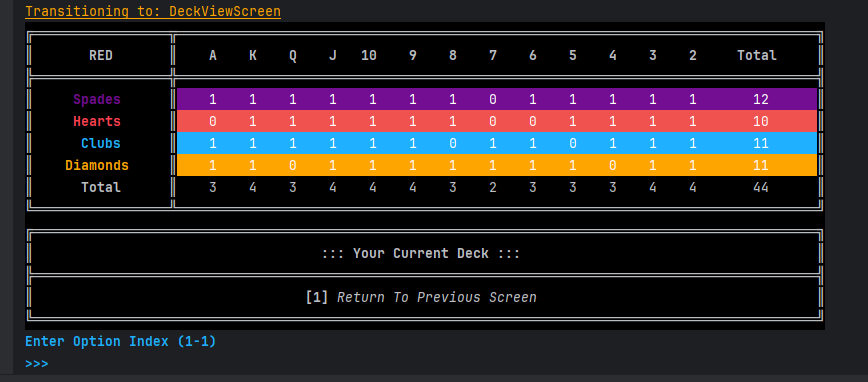 Transitioning to: DeckViewScreen
RED A K Q J 10 9 8 7 6 5 4 3 2 Total
Spades 1 1 1 1 1 1 1 0 1 1 1 1 1 12
Hearts 0 1 1 1 1 1 1 0 0 1 1 1 1 10
Clubs 1 1 1 1 1 1 0 1 1 0 1 1 1 11
Diamonds 1 1 0 1 1 1 1 1 1 1 0 1 1 11
Total 3 4 3 4 4 4 3 2 3 3 3 4 4 44
::: Your Current Deck :::
[1] Return To Previous Screen
Enter Option Index (1-1)
>>>